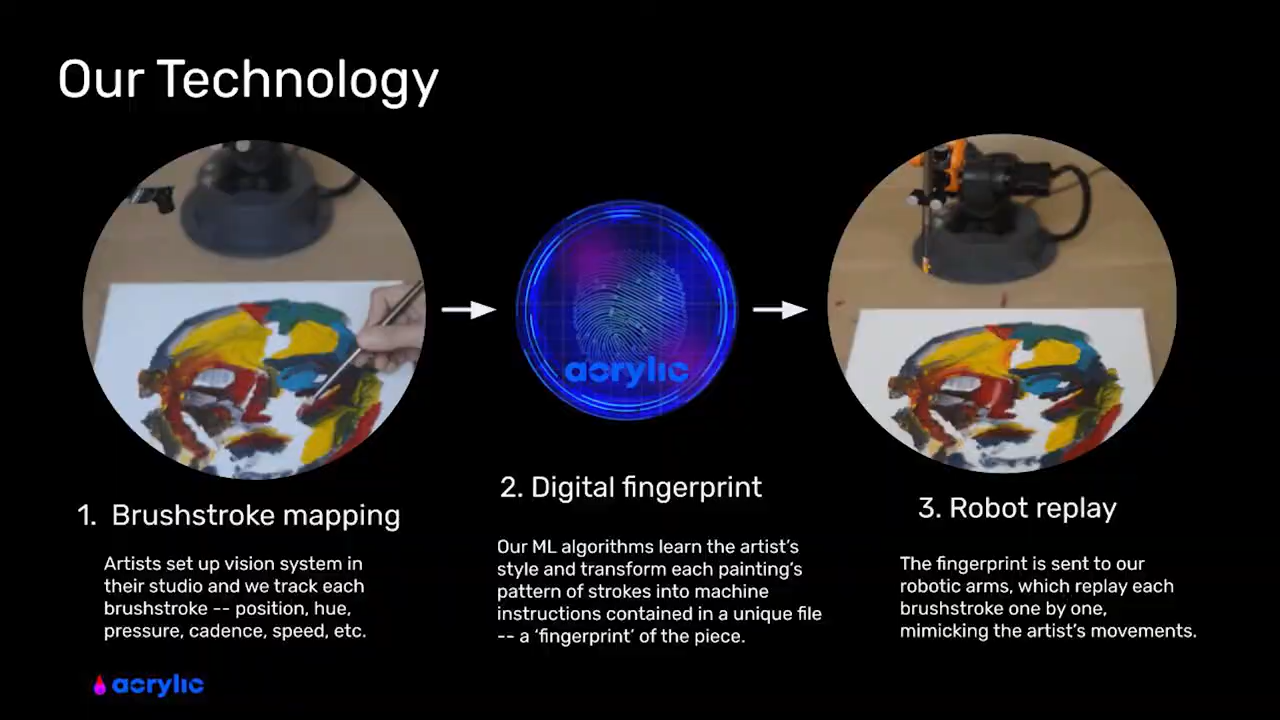 Our Technology
acrylic
1. Brushstroke mapping
Artists set up vision system in
their studio and we track each
brushstroke -- position, hue,
pressure, cadence, speed, etc.
2. Digital fingerprint
Our ML algorithms learn the artist's
style and transform each painting's
pattern of strokes into machine
instructions contained in a unique file
-- a 'fingerprint' of the piece.
3. Robot replay
The fingerprint is sent to our
robotic arms, which replay each
brushstroke one by one,
mimicking the artist's movements.
acrylic